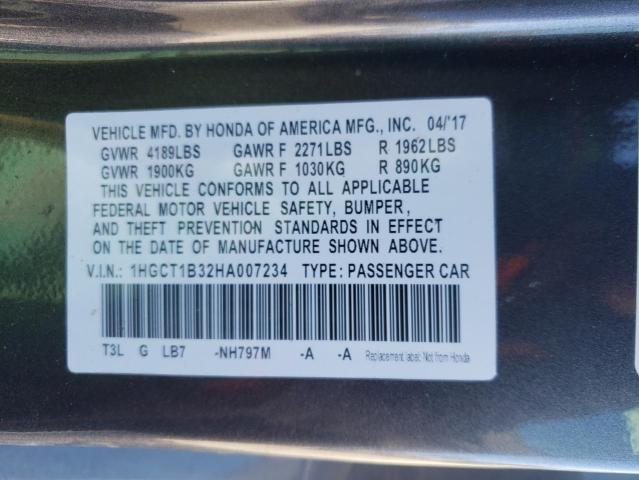 VEHICLE MFD. BY HONDA OF AMERICA MFG., INC. 04/'17
GVWR 4189LBS GAWR F 2271LBS R 1962LBS
GVWR 1900KG GAWR F 1030KG R 890KG
THIS VEHICLE CONFORMS TO ALL APPLICABLE
FEDERAL MOTOR VEHICLE SAFETY, BUMPER,
AND THEFT PREVENTION STANDARDS IN EFFECT
ON THE DATE OF MANUFACTURE SHOWN ABOVE.
V.I.N.: 1HGCT1B32HA007234 TYPE: PASSENGER CAR
T3L G LB7 -NH797M -A -A Replacement label: Not from Honda